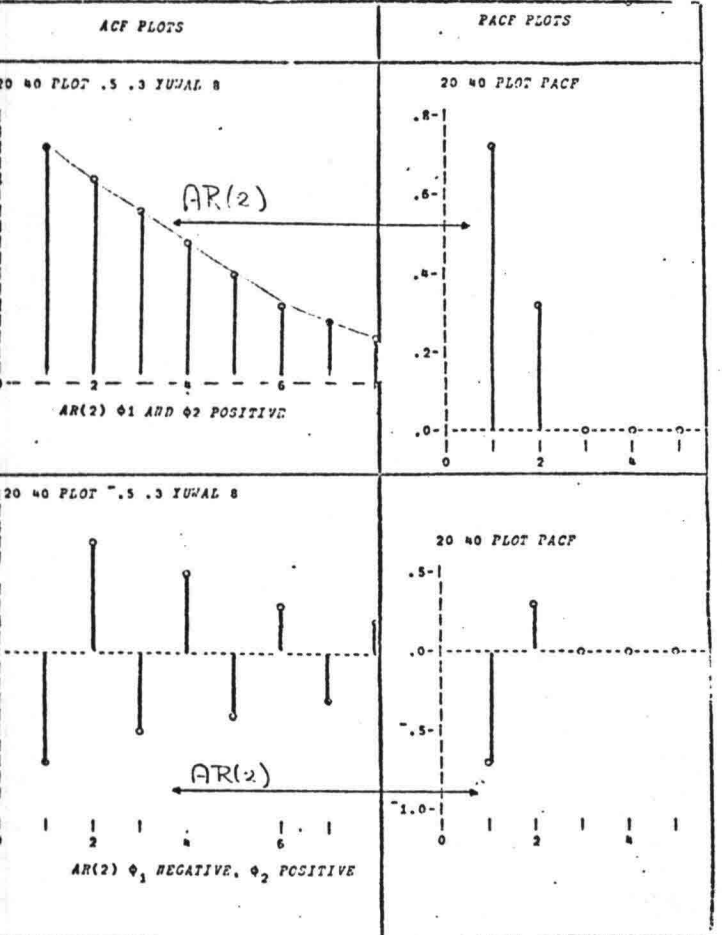 ACF PLOTS
PACF PLOTS
20 40 PLOT .5 .3 YUWAL 8
AR(2)
2 4 6
AR(2) ϕ1 AND ϕ2 POSITIVE
20 40 PLOT PACF
.8
.6
.4
.2
.0
0 2 4
20 40 PLOT ¯.5 .3 YUWAL 8
AR(2)
2 4 6
AR(2) ϕ1 NEGATIVE, ϕ2 POSITIVE
20 40 PLOT PACF
.5
.0
¯.5
¯1.0
0 2 4